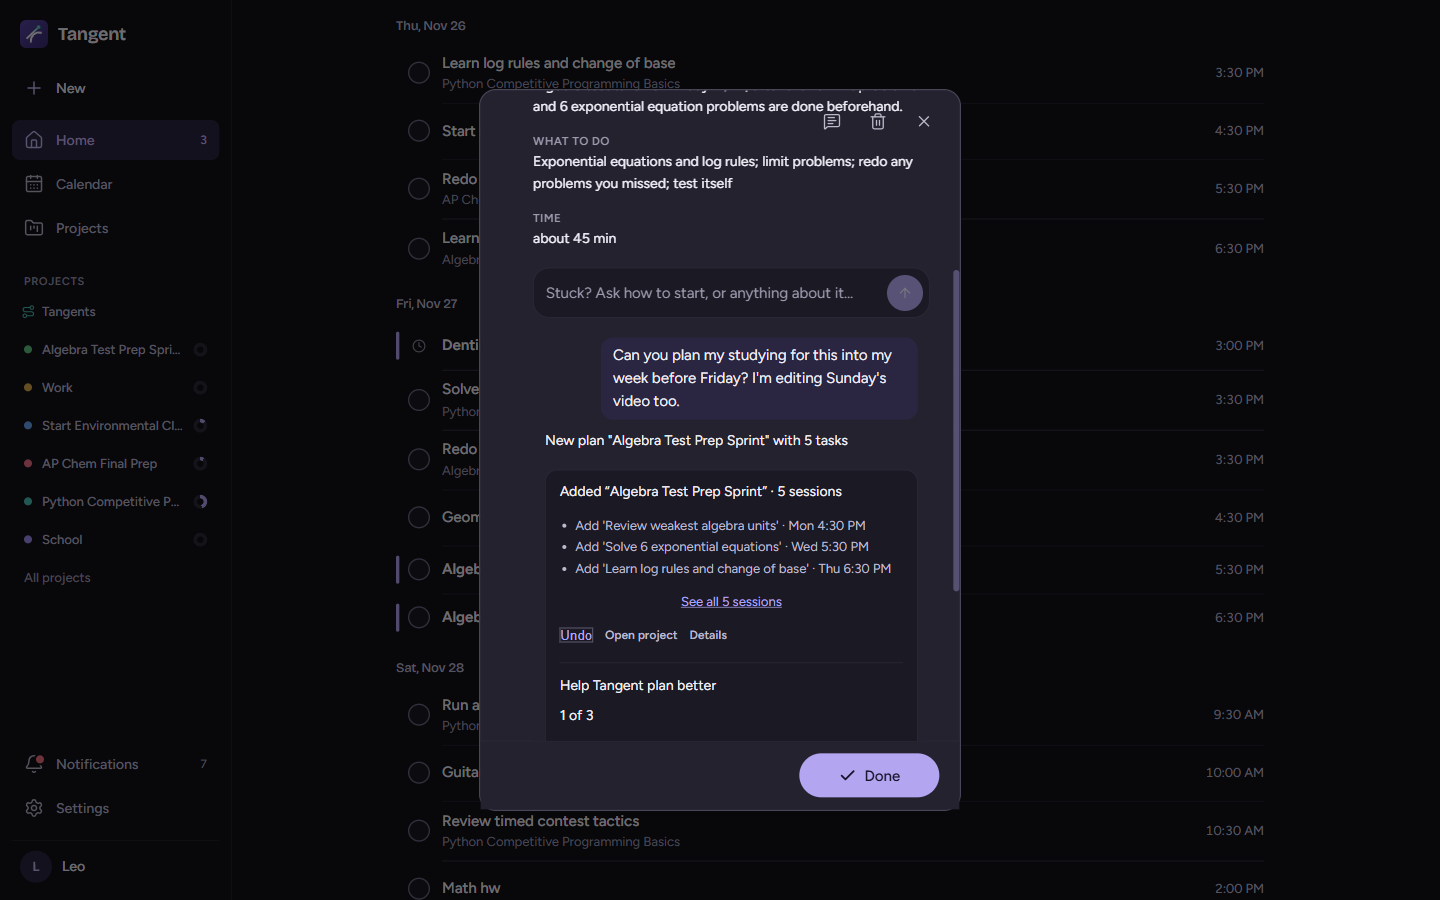 Tangent
New
Home
3
Calendar
Projects
PROJECTS
Tangents
Algebra Test Prep Spri...
Work
Start Environmental Cl...
AP Chem Final Prep
Python Competitive P...
School
All projects
Notifications
7
Settings
L
Leo
Thu, Nov 26
Learn log rules and change of base
Python Competitive Programming Basics
3:30 PM
Start
4:30 PM
Redo
AP Ch
5:30 PM
Learn
Algebr
6:30 PM
Fri, Nov 27
Denti
3:00 PM
Solve
Python
3:30 PM
Redo
Algebr
3:30 PM
Geom
4:30 PM
Algeb
5:30 PM
Algeb
6:30 PM
Sat, Nov 28
Run a
Python
9:30 AM
Guita
10:00 AM
Review timed contest tactics
Python Competitive Programming Basics
10:30 AM
Math hw
2:00 PM
and 6 exponential equation problems are done beforehand.
WHAT TO DO
Exponential equations and log rules; limit problems; redo any
problems you missed; test itself
TIME
about 45 min
Stuck? Ask how to start, or anything about it...
Can you plan my studying for this into my
week before Friday? I'm editing Sunday's
video too.
New plan "Algebra Test Prep Sprint" with 5 tasks
Added “Algebra Test Prep Sprint” · 5 sessions
• Add 'Review weakest algebra units' · Mon 4:30 PM
• Add 'Solve 6 exponential equations' · Wed 5:30 PM
• Add 'Learn log rules and change of base' · Thu 6:30 PM
See all 5 sessions
Undo Open project Details
Help Tangent plan better
1 of 3
Done